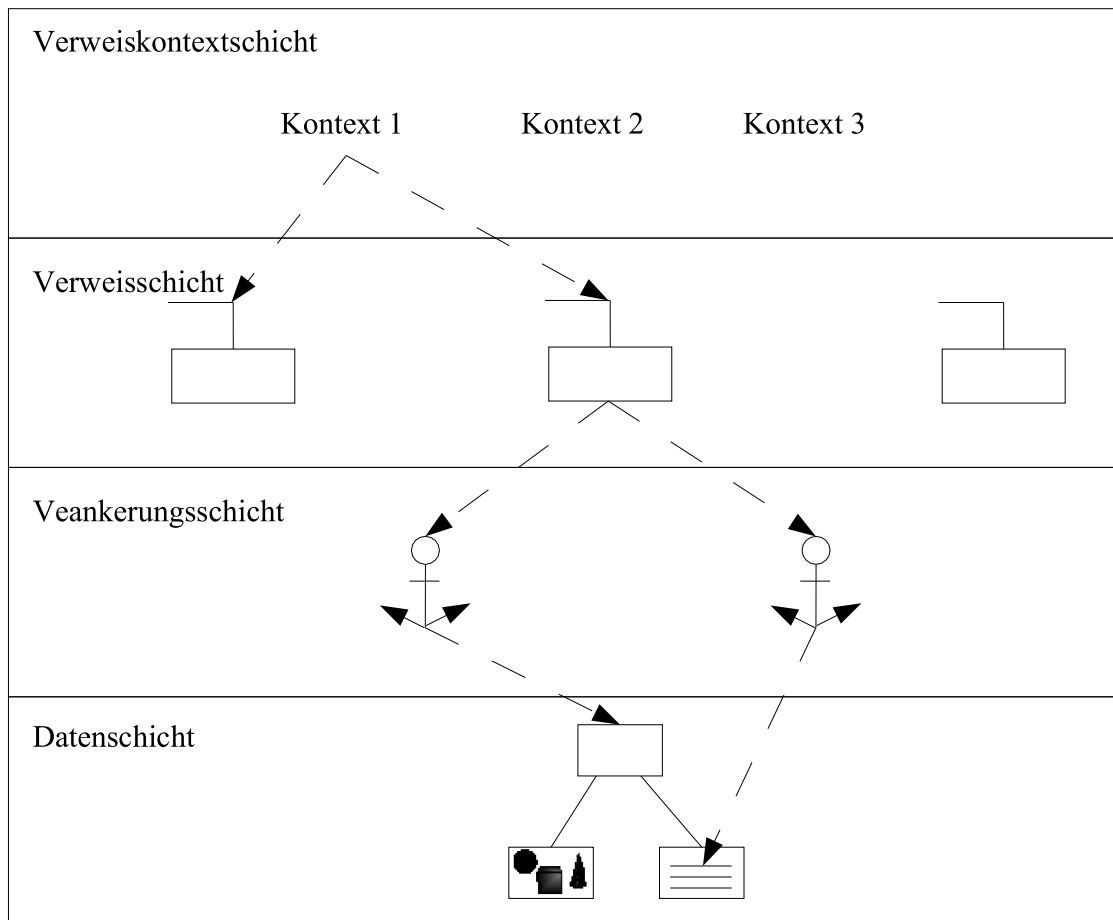 Verweiskontextschicht
Kontext 1 Kontext 2 Kontext 3
Verweisschicht
Veankerungsschicht
Datenschicht